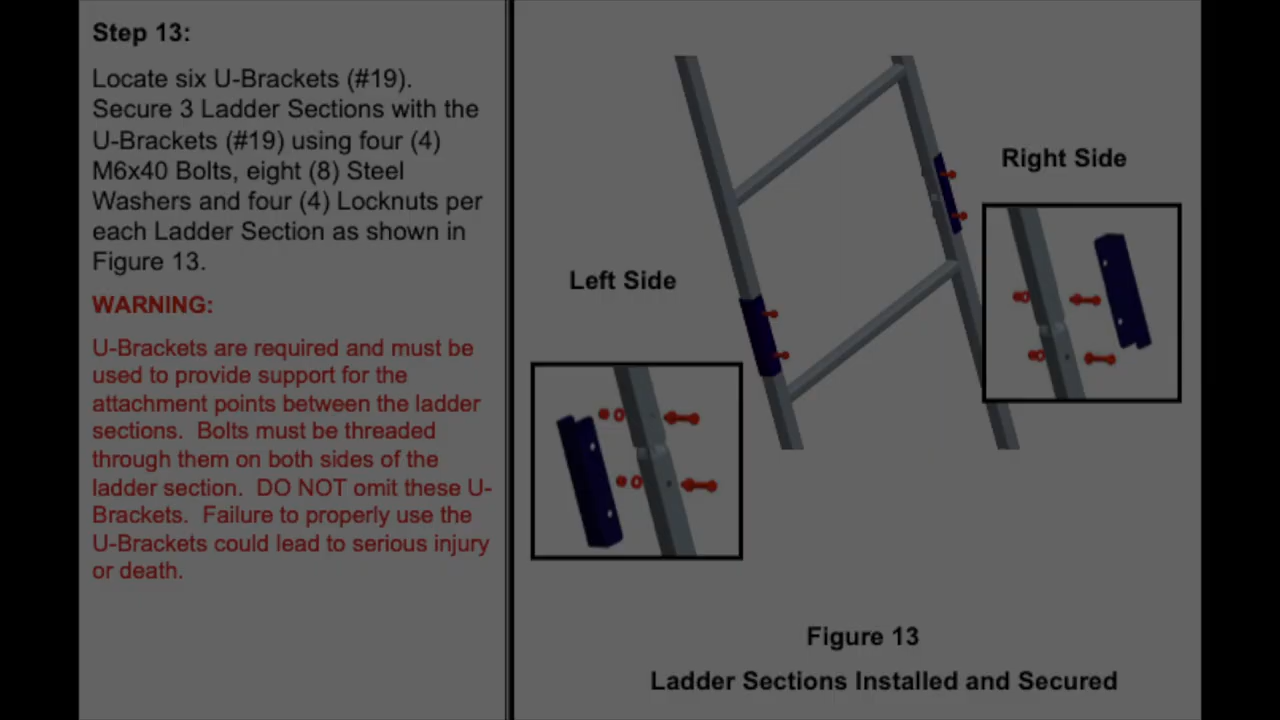 Step 13:
Locate six U-Brackets (#19).
Secure 3 Ladder Sections with the
U-Brackets (#19) using four (4)
M6x40 Bolts, eight (8) Steel
Washers and four (4) Locknuts per
each Ladder Section as shown in
Figure 13.
WARNING:
U-Brackets are required and must be
used to provide support for the
attachment points between the ladder
sections.  Bolts must be threaded
through them on both sides of the
ladder section.  DO NOT omit these U-
Brackets.  Failure to properly use the
U-Brackets could lead to serious injury
or death.
Right Side
Left Side
Figure 13
Ladder Sections Installed and Secured